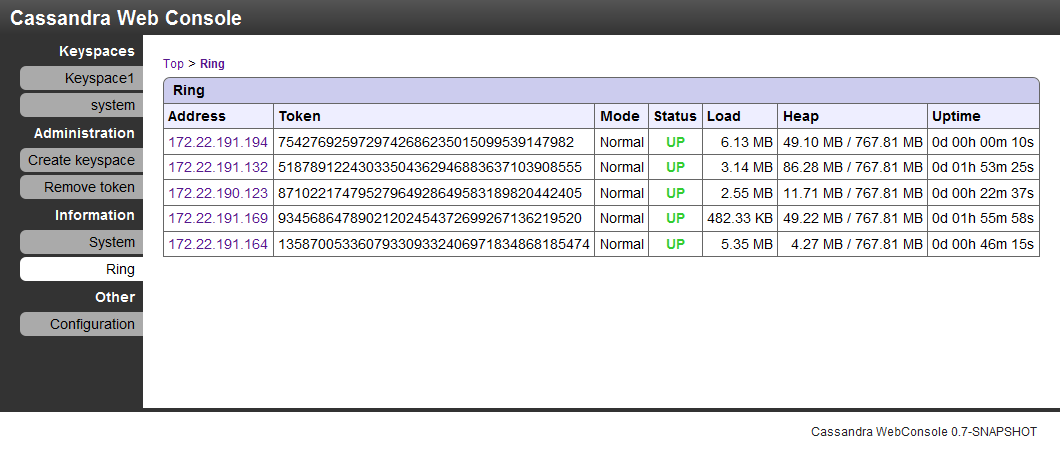 Cassandra Web Console
Keyspaces
Keyspace1
system
Administration
Create keyspace
Remove token
Information
System
Ring
Other
Configuration
Top > Ring
Ring
Address Token Mode Status Load Heap Uptime
172.22.191.194 75427692597297426862350150995​39147982 Normal UP 6.13 MB 49.10 MB / 767.81 MB 0d 00h 00m 10s
172.22.191.132 5187891224303350436294688363710390​8555 Normal UP 3.14 MB 86.28 MB / 767.81 MB 0d 01h 53m 25s
172.22.190.123 87102217479527964928649583189820442405 Normal UP 2.55 MB 11.71 MB / 767.81 MB 0d 00h 22m 37s
172.22.191.169 93456864789021202454372699267136219520 Normal UP 482.33 KB 49.22 MB / 767.81 MB 0d 01h 55m 58s
172.22.191.164 135870053360793309332406971834868185474 Normal UP 5.35 MB 4.27 MB / 767.81 MB 0d 00h 46m 15s
Cassandra WebConsole 0.7-SNAPSHOT